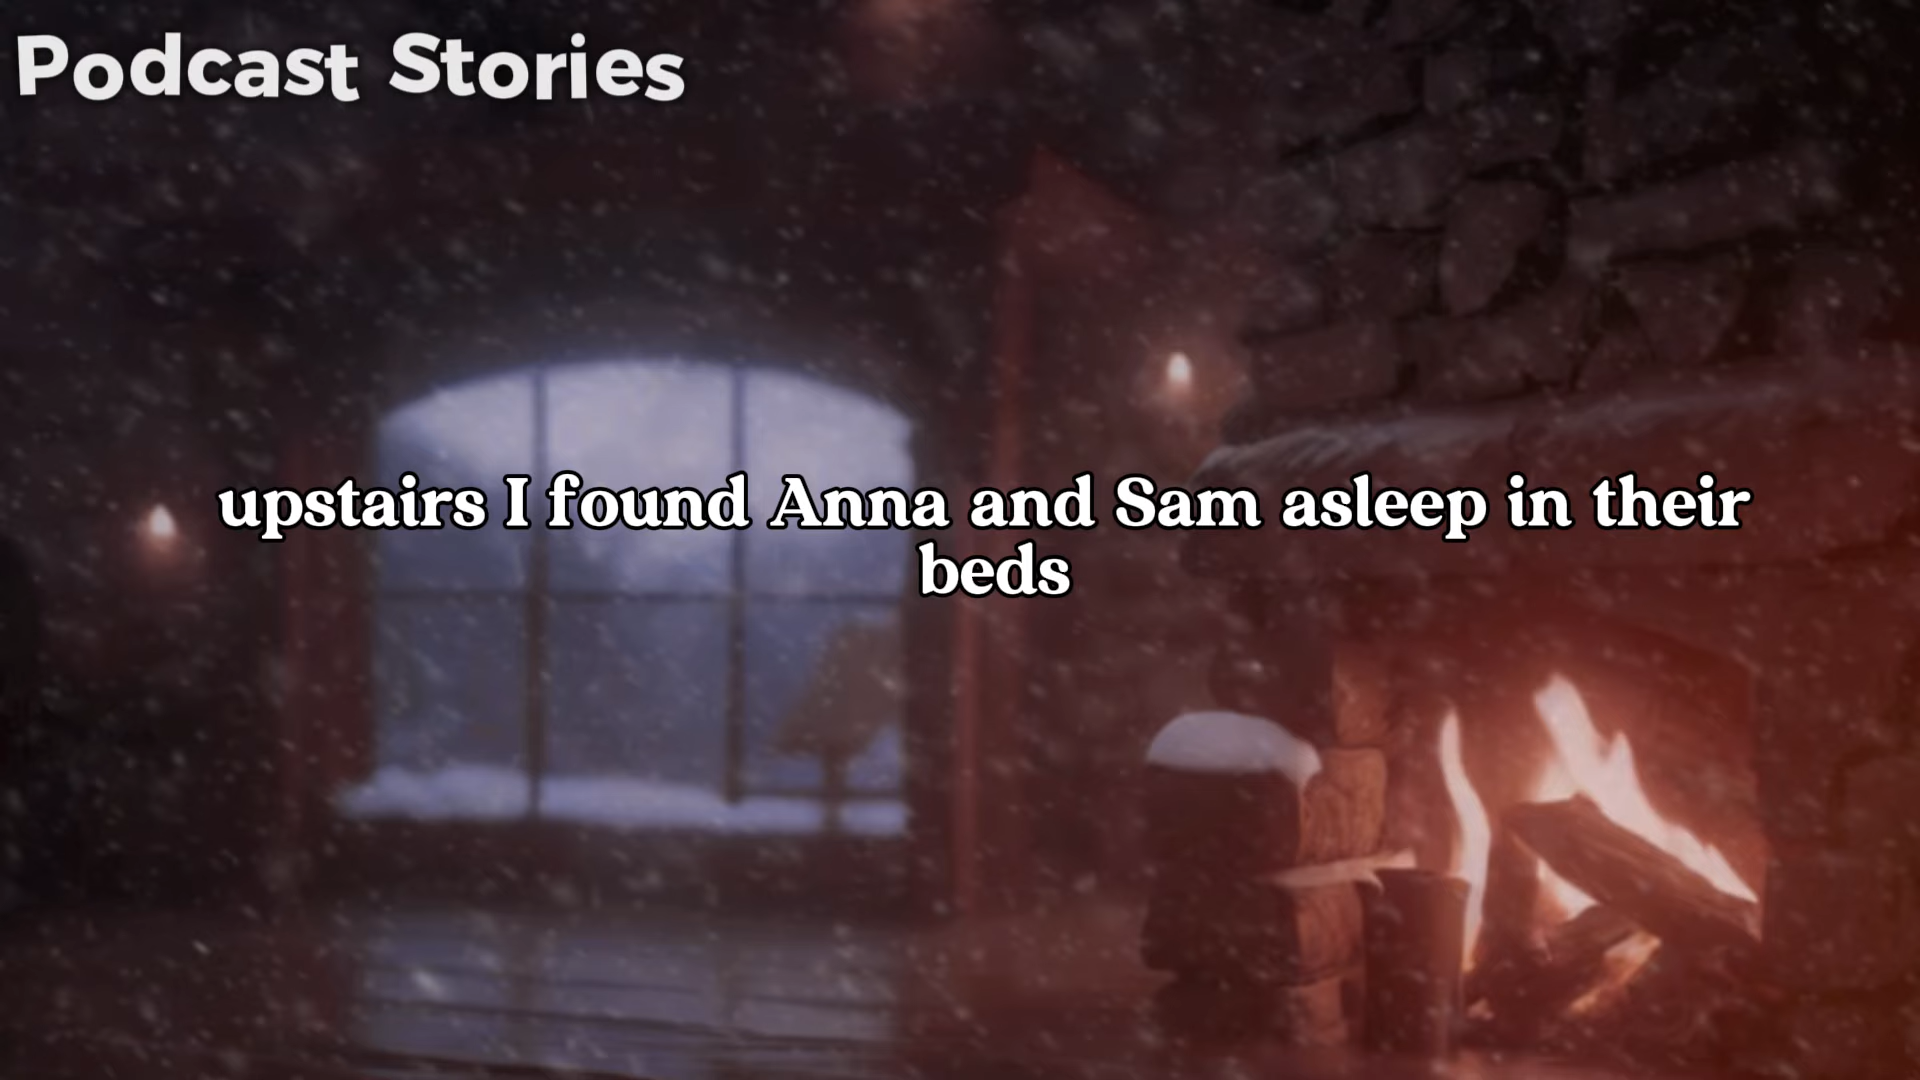 Podcast Stories
upstairs I found Anna and Sam asleep in their
beds